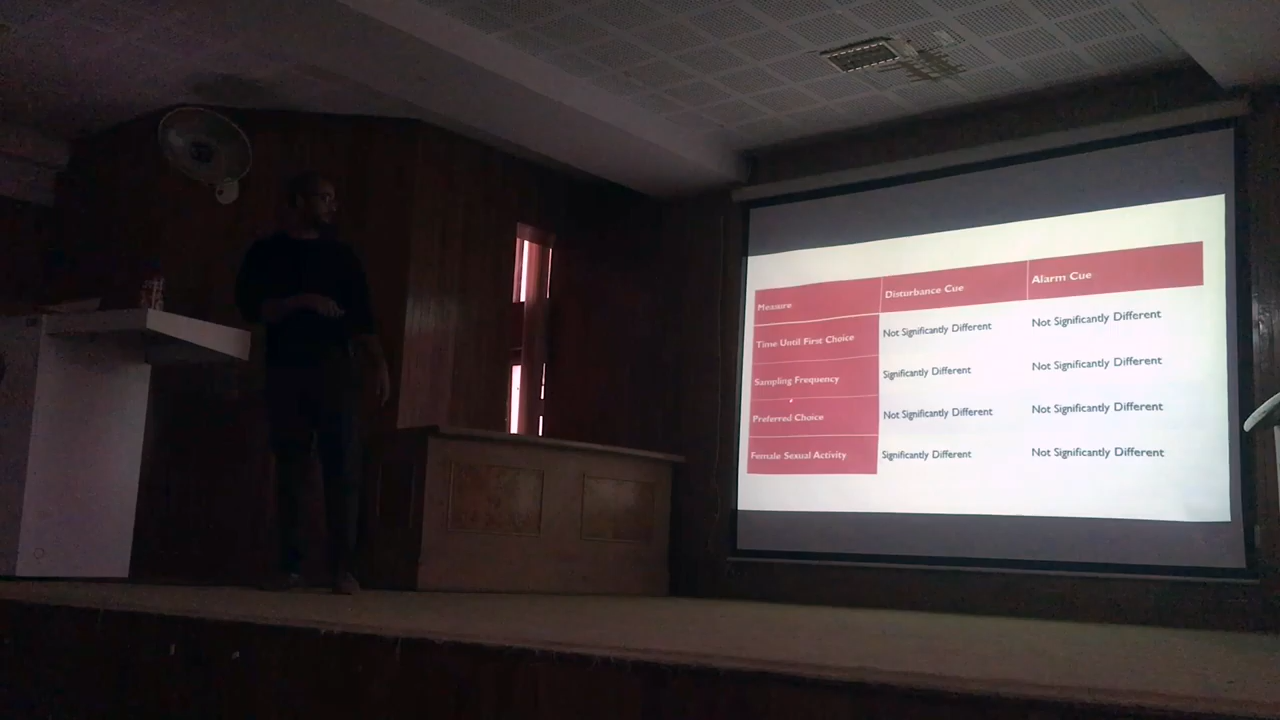 Measure Disturbance Cue Alarm Cue
Time Until First Choice Not Significantly Different Not Significantly Different
Sampling Frequency Significantly Different Not Significantly Different
Preferred Choice Not Significantly Different Not Significantly Different
Female Sexual Activity Significantly Different Not Significantly Different